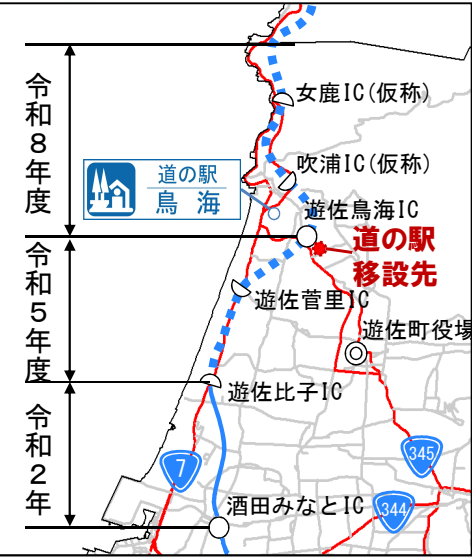 令和8年度
女鹿IC(仮称)
吹浦IC(仮称)
道の駅
鳥海
遊佐鳥海IC
道の駅
移設先
令和5年度
遊佐菅里IC
遊佐町役場
遊佐比子IC
令和2年
7
345
酒田みなとIC
344